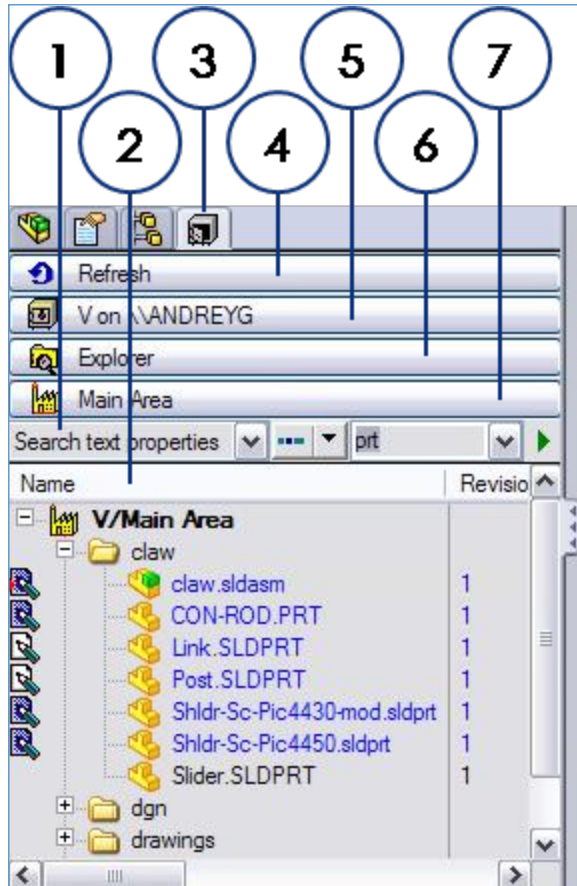 1 3 5 7
2 4 6
Refresh
V on \\ANDREYG
Explorer
Main Area
Search text properties prt
Name Revisio
V/Main Area
claw
claw.sldasm 1
CON-ROD.PRT 1
Link.SLDPRT 1
Post.SLDPRT 1
Shldr-Sc-Pic4430-mod.sldprt 1
Shldr-Sc-Pic4450.sldprt 1
Slider.SLDPRT 1
dgn
drawings